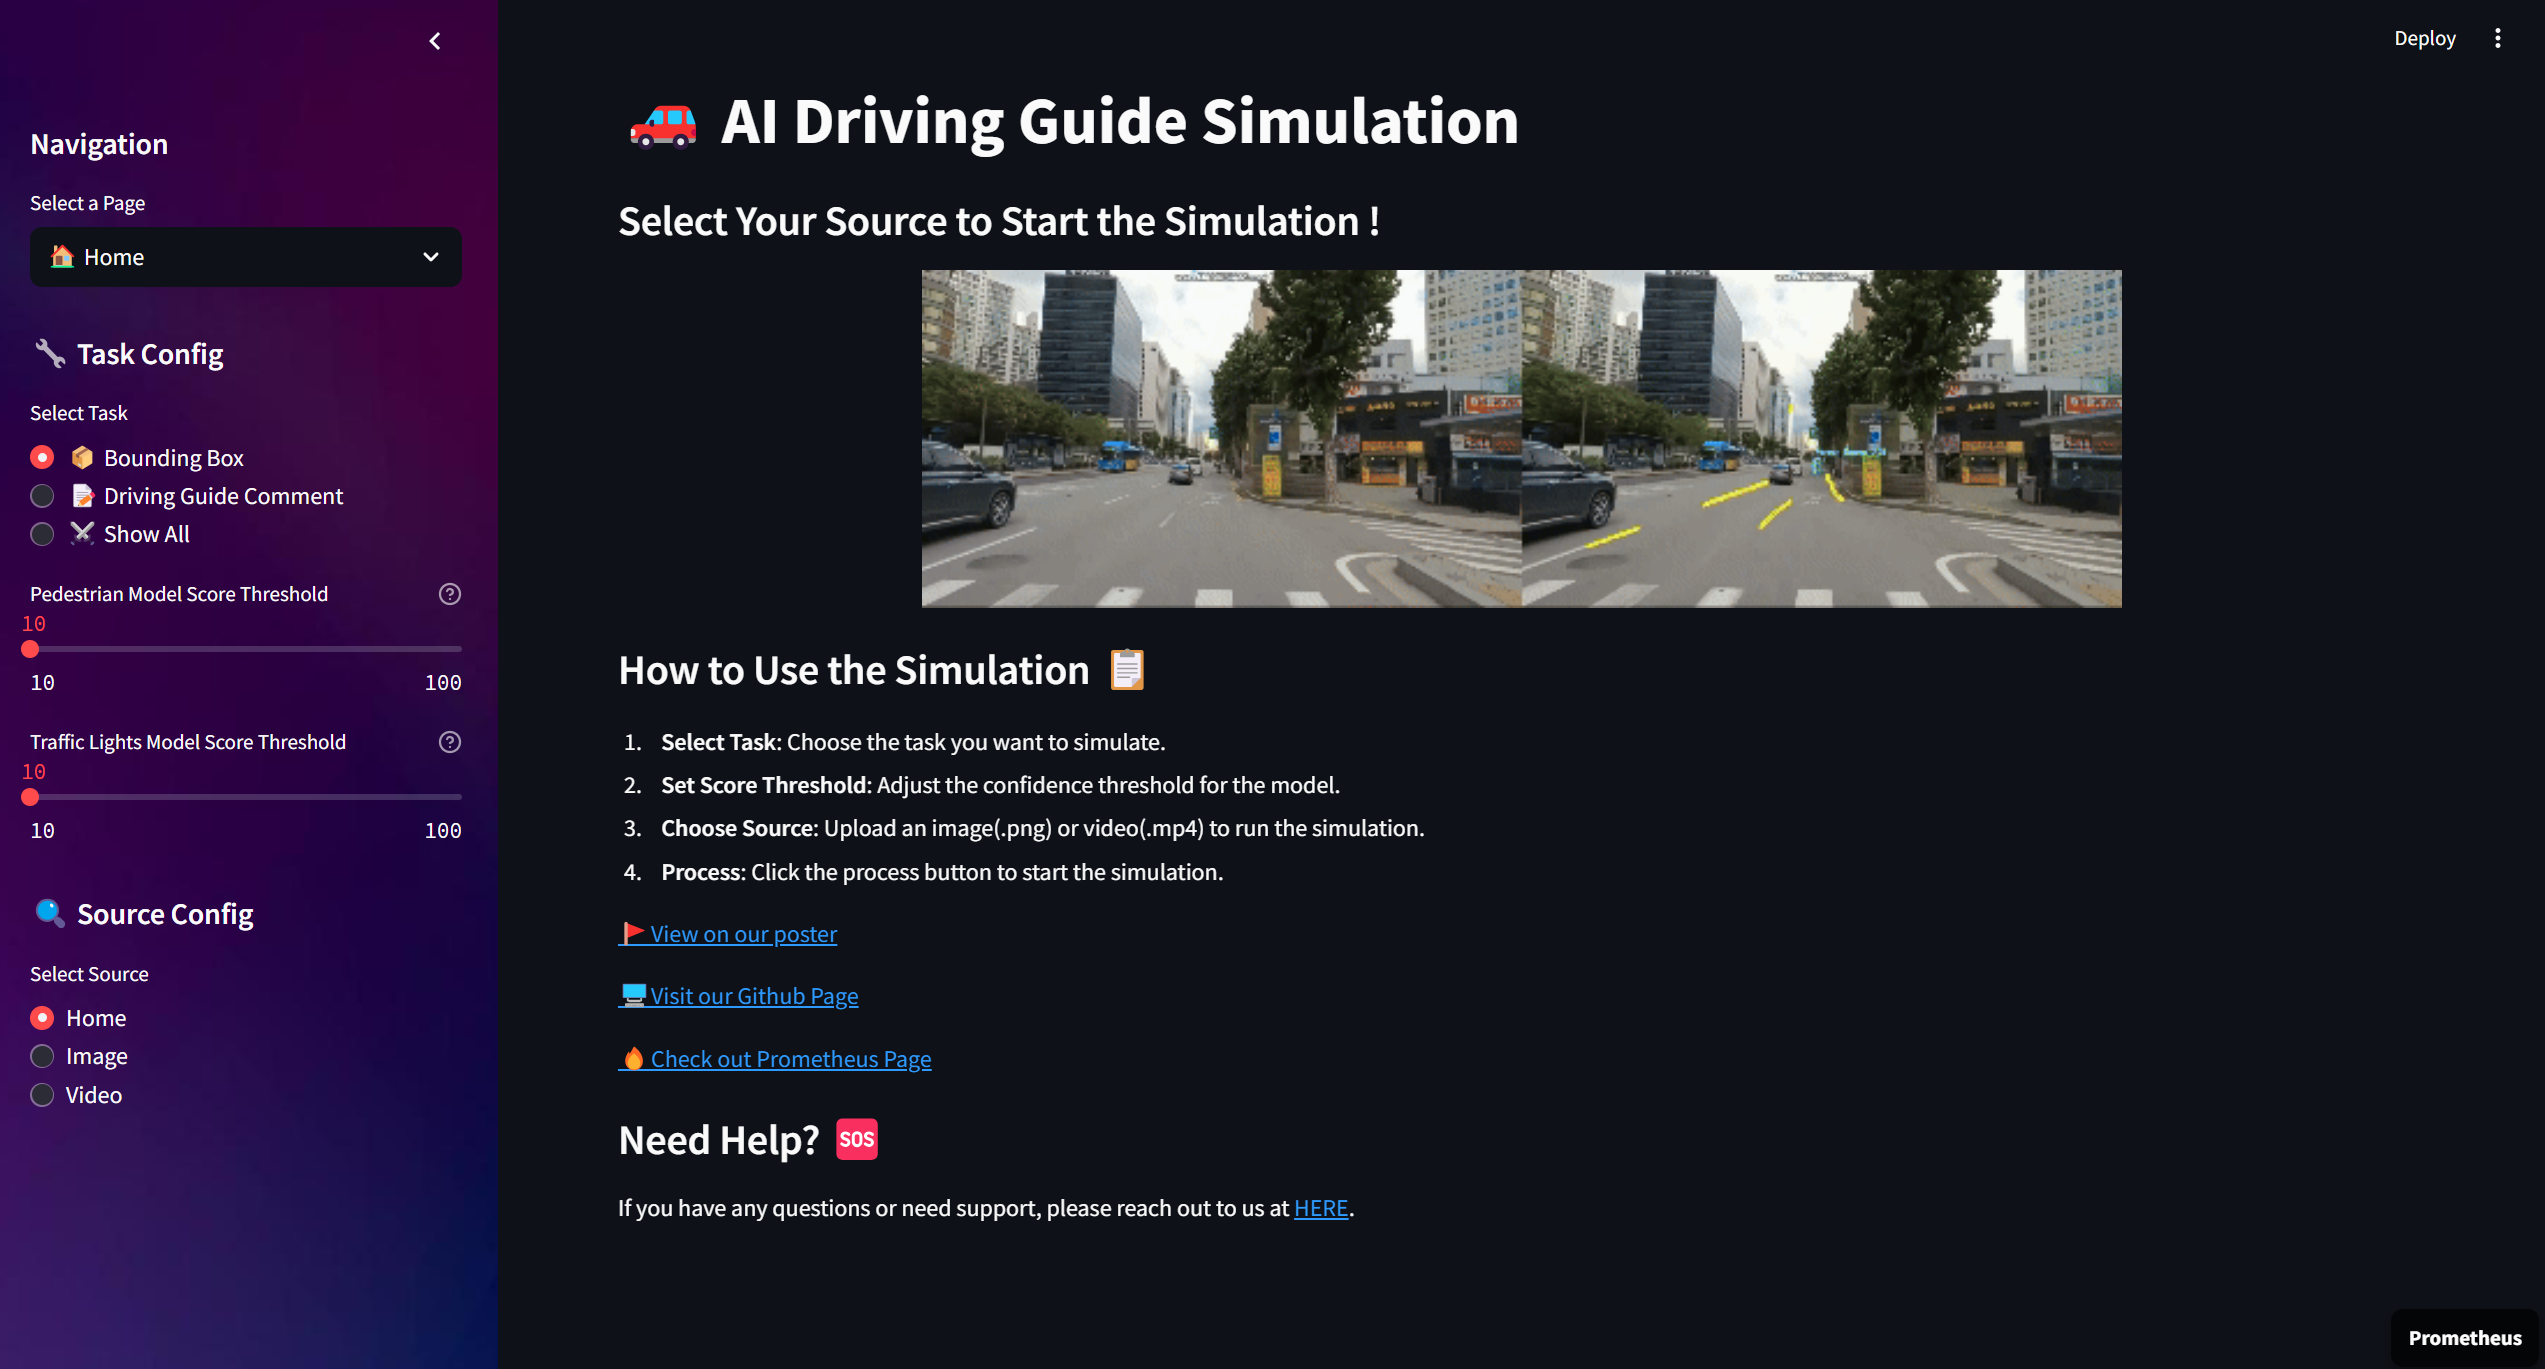 Deploy
Navigation
Select a Page
Home
Task Config
Select Task
Bounding Box
Driving Guide Comment
Show All
Pedestrian Model Score Threshold
10
10 100
Traffic Lights Model Score Threshold
10
10 100
Source Config
Select Source
Home
Image
Video
AI Driving Guide Simulation
Select Your Source to Start the Simulation !
How to Use the Simulation
1. Select Task: Choose the task you want to simulate.
2. Set Score Threshold: Adjust the confidence threshold for the model.
3. Choose Source: Upload an image(.png) or video(.mp4) to run the simulation.
4. Process: Click the process button to start the simulation.
View on our poster
Visit our Github Page
Check out Prometheus Page
Need Help? SOS
If you have any questions or need support, please reach out to us at HERE.
Prometheus